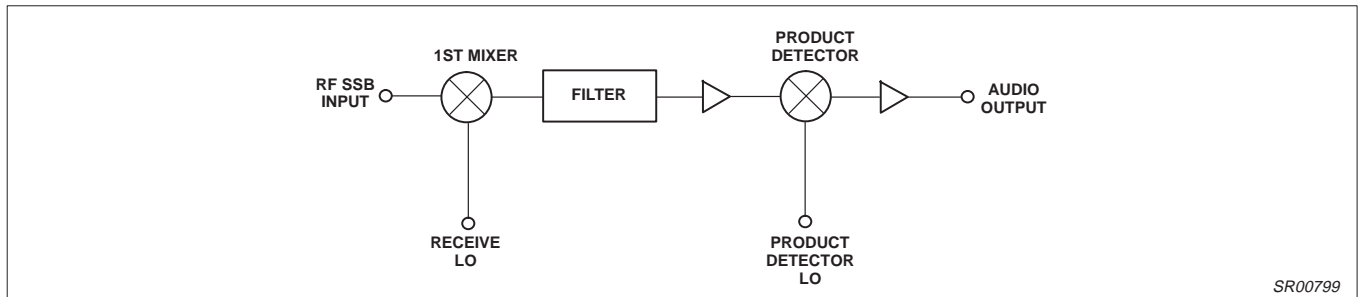 PRODUCT
DETECTOR
1ST MIXER
RF SSB
INPUT
FILTER
AUDIO
OUTPUT
RECEIVE
LO
PRODUCT
DETECTOR
LO
SR00799